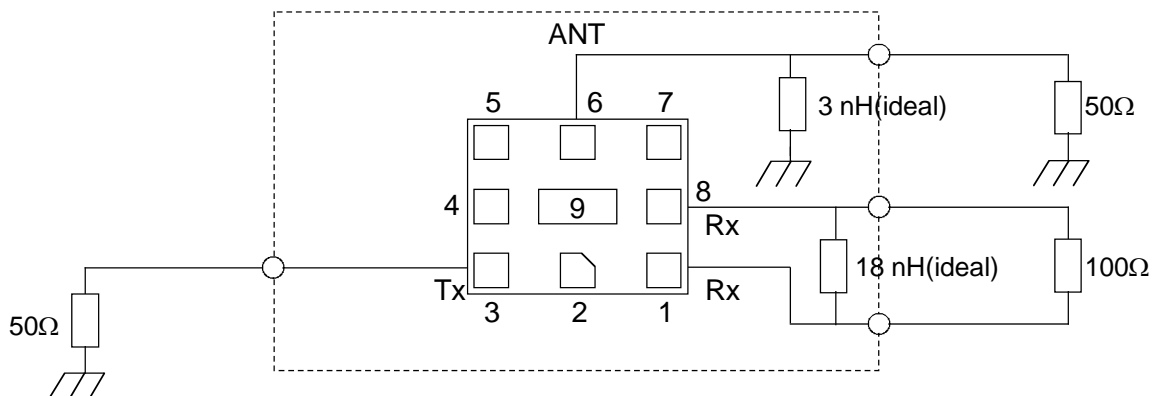 ANT
5 6 7
3 nH(ideal)
50Ω
4 9 8
Rx
18 nH(ideal)
100Ω
Tx Rx
3 2 1
50Ω